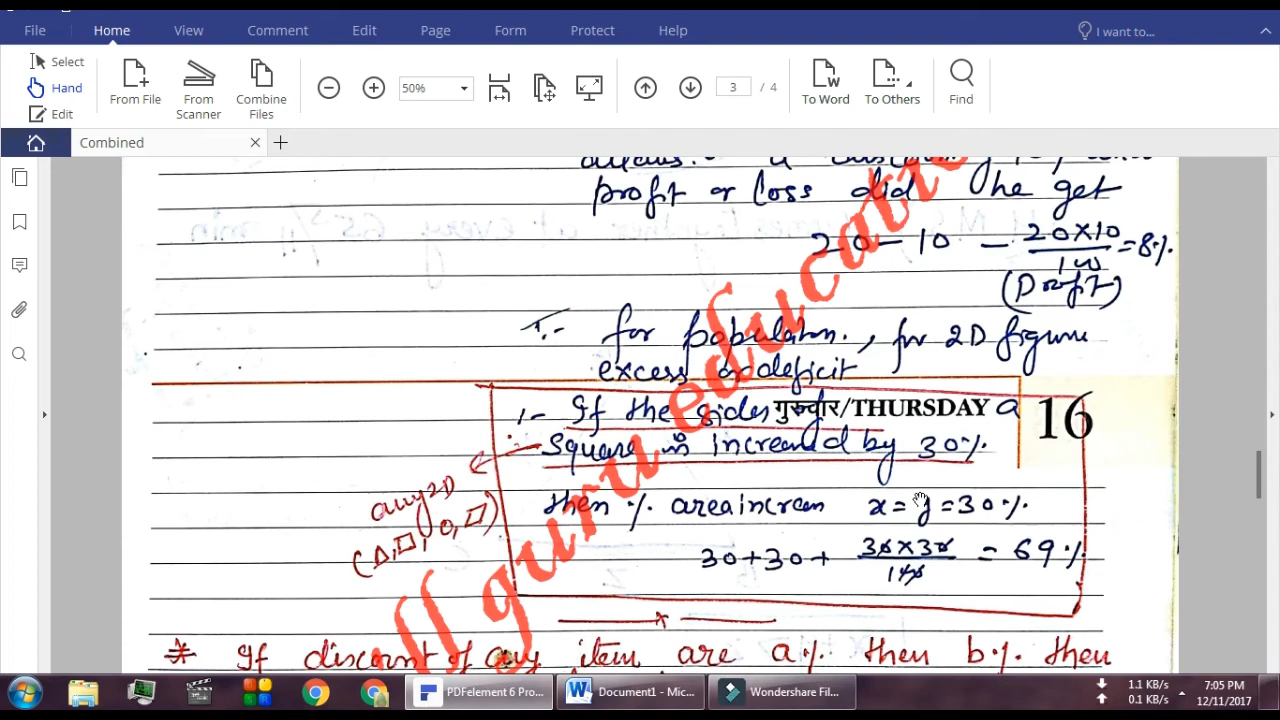 File Home View Comment Edit Page Form Protect Help I want to...
Select
Hand
Edit
From File
From Scanner
Combine Files
50%
3 / 4
To Word
To Others
Find
Combined
profit or loss did he get
20 - 10 - 20×10/100 = 8%
(Profit)
for population, for 2D figure
excess or deficit
गुरूवार/THURSDAY 16
1- If the sides a
Square is increased by 30%
any 2D
(△, □, ○, ▱)
then % area increm x = y = 30%
30+30+ 30×30/100 = 69%
* If discount of any item are a% then b% then
guru educati
PDFelement 6 Pro...
Document1 - Mic...
Wondershare Fil...
1.1 KB/s
0.1 KB/s
7:05 PM
12/11/2017